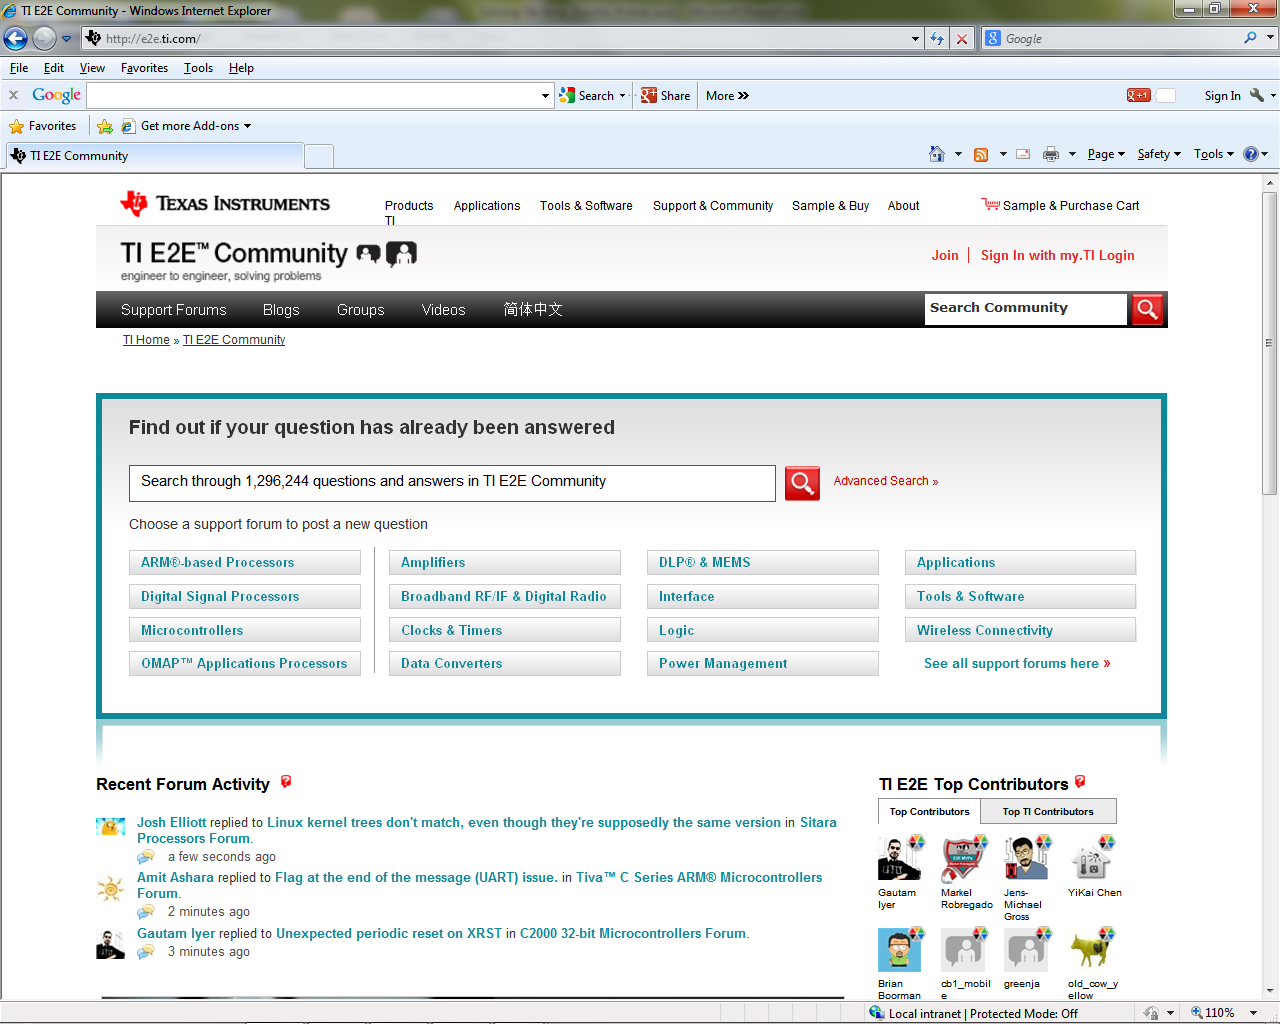 TI E2E Community - Windows Internet Explorer
http://e2e.ti.com/
Google
File Edit View Favorites Tools Help
x Google Search Share More » g+1 Sign In
Favorites Get more Add-ons
TI E2E Community Page Safety Tools
TEXAS INSTRUMENTS Products Applications Tools & Software Support & Community Sample & Buy About Sample & Purchase Cart
TI
TI E2E™ Community
engineer to engineer, solving problems
Join | Sign In with my.TI Login
Support Forums Blogs Groups Videos 简体中文 Search Community
TI Home » TI E2E Community
Find out if your question has already been answered
Search through 1,296,244 questions and answers in TI E2E Community Advanced Search »
Choose a support forum to post a new question
ARM®-based Processors Amplifiers DLP® & MEMS Applications
Digital Signal Processors Broadband RF/IF & Digital Radio Interface Tools & Software
Microcontrollers Clocks & Timers Logic Wireless Connectivity
OMAP™ Applications Processors Data Converters Power Management See all support forums here »
Recent Forum Activity
Josh Elliott replied to Linux kernel trees don't match, even though they're supposedly the same version in Sitara
Processors Forum.
a few seconds ago
Amit Ashara replied to Flag at the end of the message (UART) issue. in Tiva™ C Series ARM® Microcontrollers
Forum.
2 minutes ago
Gautam Iyer replied to Unexpected periodic reset on XRST in C2000 32-bit Microcontrollers Forum.
3 minutes ago
TI E2E Top Contributors
Top Contributors Top TI Contributors
Gautam
Iyer
Markel
Robregado
Jens-
Michael
Gross
YiKai Chen
Brian
Boorman
cb1_mobil
e
greenja
old_cow_y
ellow
Local intranet | Protected Mode: Off 110%